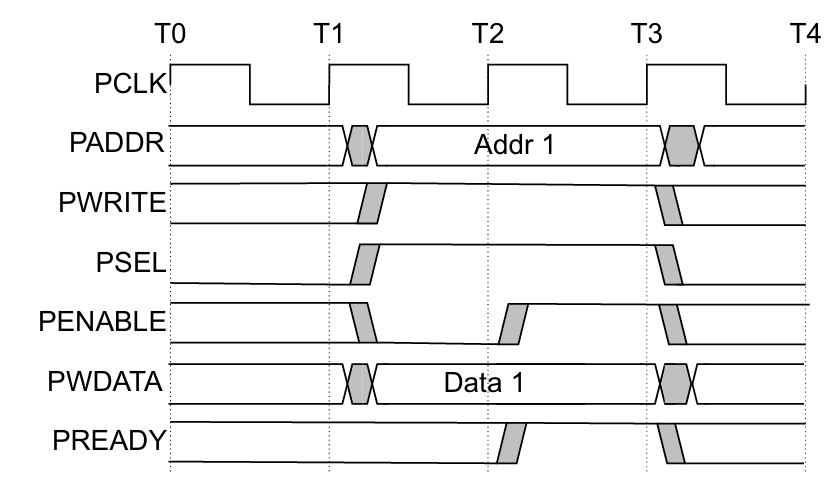 T0 T1 T2 T3 T4
PCLK
PADDR Addr 1
PWRITE
PSEL
PENABLE
PWDATA Data 1
PREADY